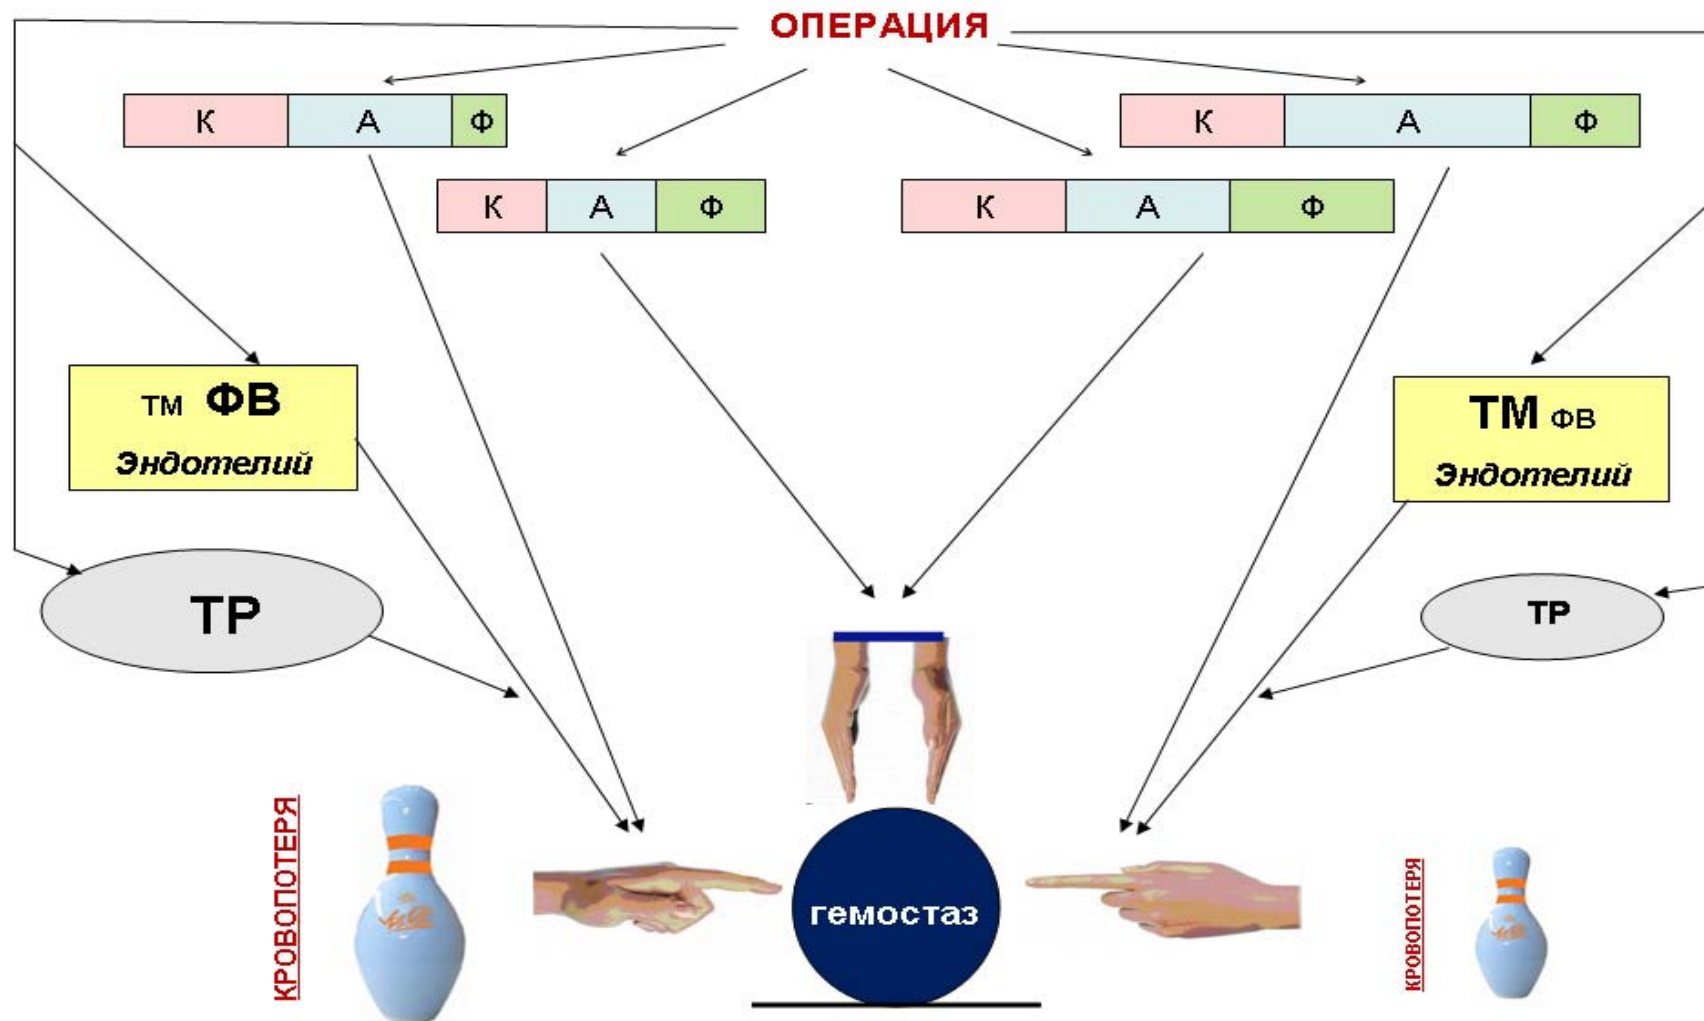 ОПЕРАЦИЯ
К А Ф
К А Ф
К А Ф
К А Ф
ТМ ФВ
Эндотелий
ТМ ФВ
Эндотелий
ТР
ТР
КРОВОПОТЕРЯ
гемостаз
КРОВОПОТЕРЯ